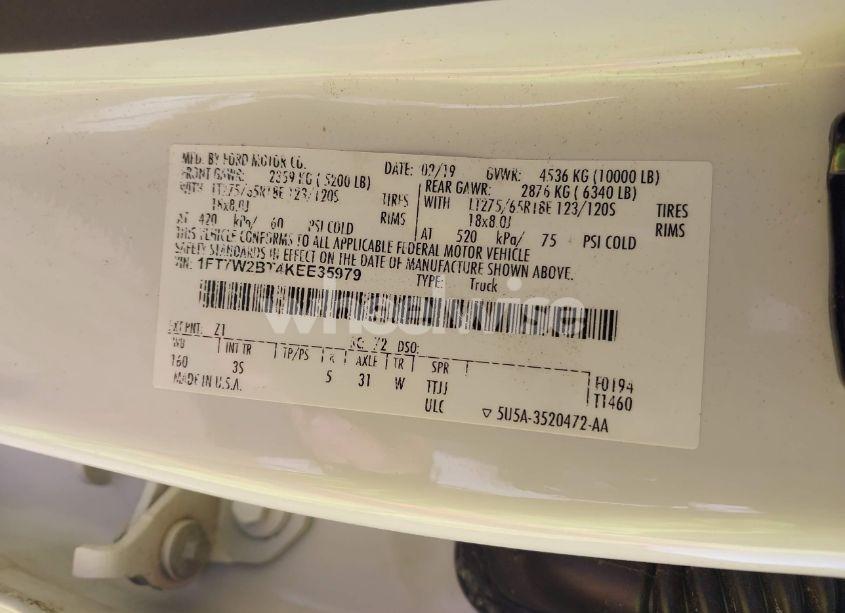 MFD. BY FORD MOTOR CO.
DATE: 02/19 GVWR: 4536 KG (10000 LB)
FRONT GAWR: 2359 KG ( 5200 LB) REAR GAWR: 2876 KG ( 6340 LB)
WITH LT275/65R18E 123/120S TIRES WITH LT275/65R18E 123/120S TIRES
18x8.0J RIMS 18x8.0J RIMS
AT 420 kPa/ 60 PSI COLD AT 520 kPa/ 75 PSI COLD
THIS VEHICLE CONFORMS TO ALL APPLICABLE FEDERAL MOTOR VEHICLE
SAFETY STANDARDS IN EFFECT ON THE DATE OF MANUFACTURE SHOWN ABOVE.
VIN: TYPE: Truck
wheelwise
EXT PNT: Z1 RC: 72 DSO:
WB INT TR TP/PS R AXLE TR SPR
160 3S 5 31 W TTJJ F0194
MADE IN U.S.A. ULC T1460
▽ 5U5A-3520472-AA